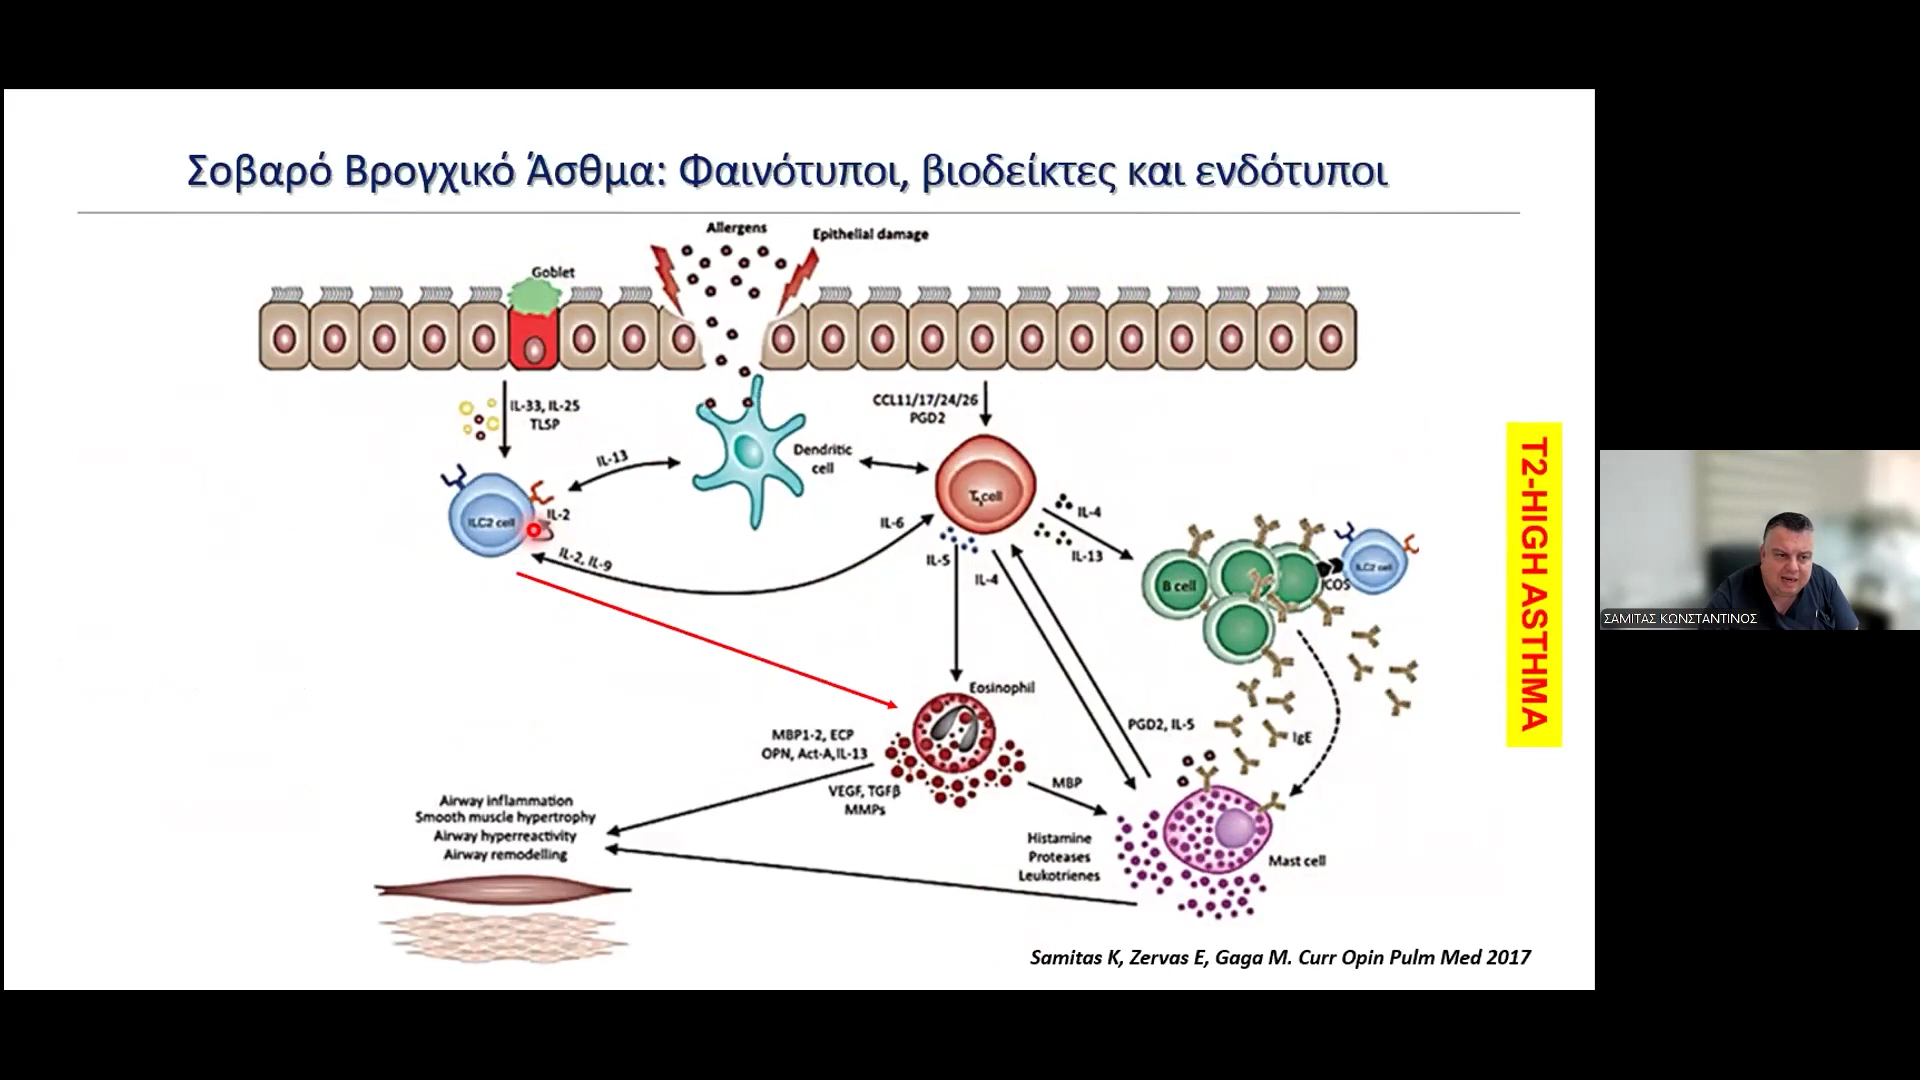 Σοβαρό Βρογχικό Άσθμα: Φαινότυποι, βιοδείκτες και ενδότυποι
Allergens
Epithelial damage
Goblet
IL-33, IL-25
TLSP
CCL11/17/24/26
PGD2
IL-13
Dendritic
cell
ILC2 cell
IL-2
IL-2, IL-9
IL-6
IL-5
IL-4
IL-4
IL-13
B cell
ICOS
ILC2 cell
T2-HIGH ASTHMA
ΣΑΜΙΤΑΣ ΚΩΝΣΤΑΝΤΙΝΟΣ
Eosinophil
MBP1-2, ECP
OPN, Act-A,IL-13
VEGF, TGFβ
MMPs
MBP
PGD2, IL-5
IgE
Airway inflammation
Smooth muscle hypertrophy
Airway hyperreactivity
Airway remodelling
Histamine
Proteases
Leukotrienes
Mast cell
Samitas K, Zervas E, Gaga M. Curr Opin Pulm Med 2017